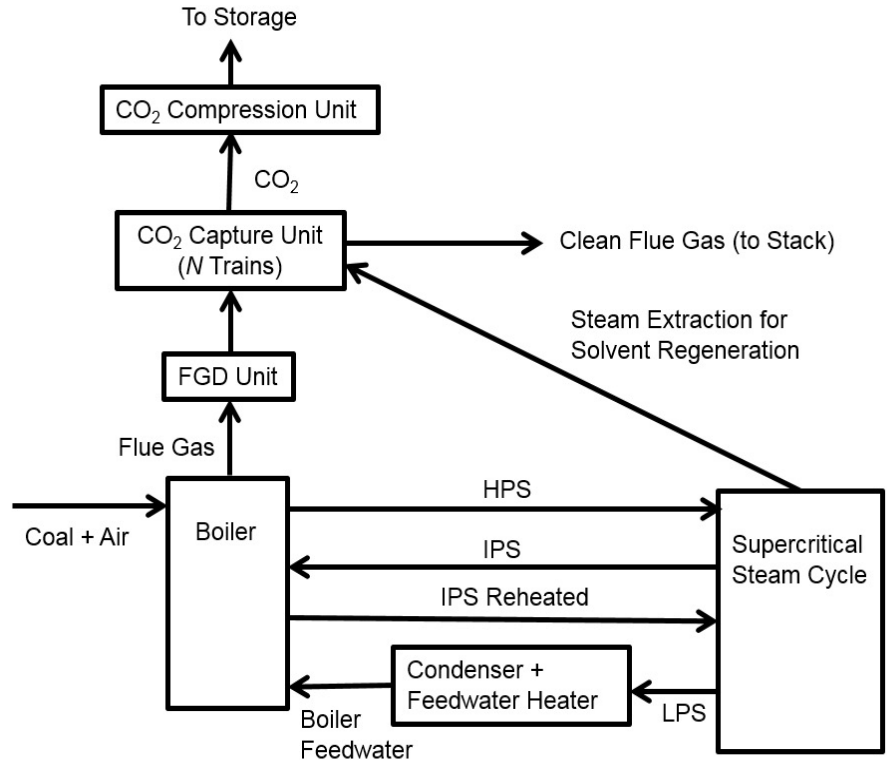 To Storage
CO₂ Compression Unit
CO₂
CO₂ Capture Unit
(N Trains)
Clean Flue Gas (to Stack)
Steam Extraction for
Solvent Regeneration
FGD Unit
Flue Gas
Coal + Air
Boiler
HPS
IPS
IPS Reheated
Supercritical
Steam Cycle
Condenser +
Feedwater Heater
LPS
Boiler
Feedwater